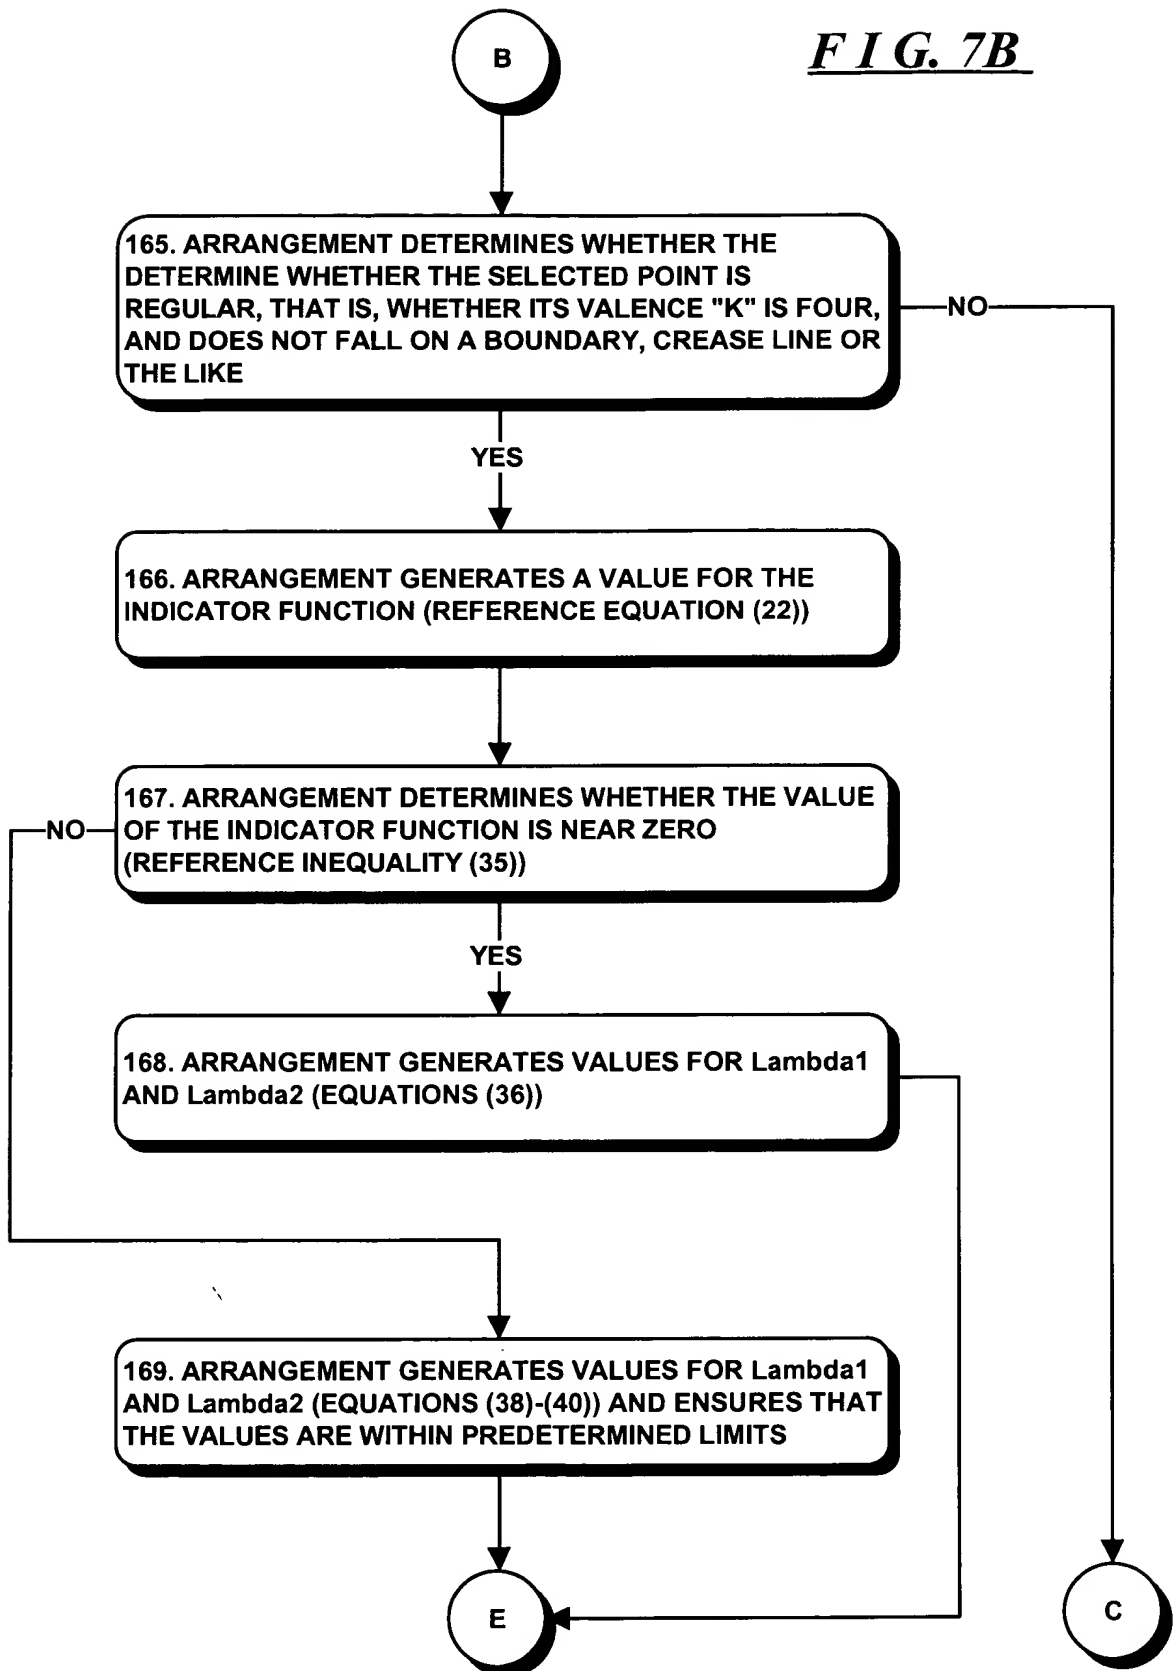 B
F I G. 7B
165. ARRANGEMENT DETERMINES WHETHER THE
DETERMINE WHETHER THE SELECTED POINT IS
REGULAR, THAT IS, WHETHER ITS VALENCE "K" IS FOUR,
AND DOES NOT FALL ON A BOUNDARY, CREASE LINE OR
THE LIKE
NO
YES
166. ARRANGEMENT GENERATES A VALUE FOR THE
INDICATOR FUNCTION (REFERENCE EQUATION (22))
167. ARRANGEMENT DETERMINES WHETHER THE VALUE
OF THE INDICATOR FUNCTION IS NEAR ZERO
(REFERENCE INEQUALITY (35))
NO
YES
168. ARRANGEMENT GENERATES VALUES FOR Lambda1
AND Lambda2 (EQUATIONS (36))
169. ARRANGEMENT GENERATES VALUES FOR Lambda1
AND Lambda2 (EQUATIONS (38)-(40)) AND ENSURES THAT
THE VALUES ARE WITHIN PREDETERMINED LIMITS
E
C